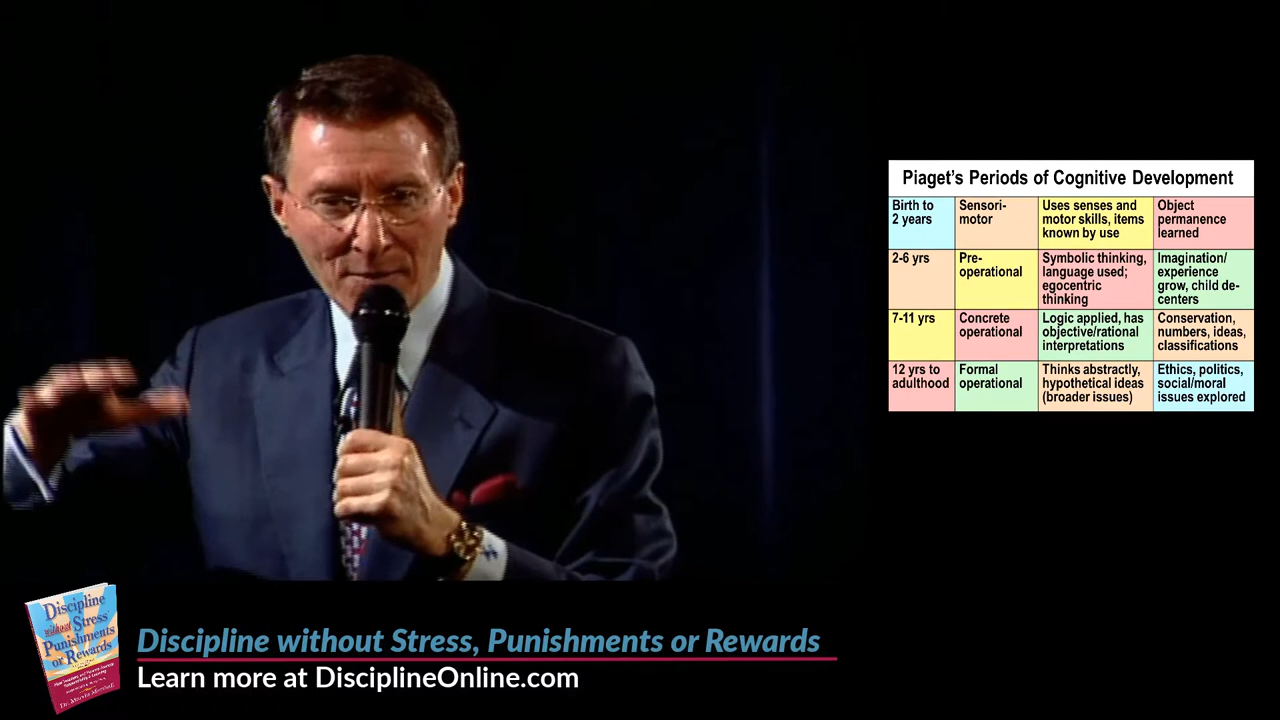 Piaget's Periods of Cognitive Development
Birth to
2 years
Sensori-
motor
Uses senses and
motor skills, items
known by use
Object
permanence
learned
2-6 yrs
Pre-
operational
Symbolic thinking,
language used;
egocentric
thinking
Imagination/
experience
grow, child de-
centers
7-11 yrs
Concrete
operational
Logic applied, has
objective/rational
interpretations
Conservation,
numbers, ideas,
classifications
12 yrs to
adulthood
Formal
operational
Thinks abstractly,
hypothetical ideas
(broader issues)
Ethics, politics,
social/moral
issues explored
Discipline
without Stress
Punishments
or Rewards
Dr. Marvin Marshall
Discipline without Stress, Punishments or Rewards
Learn more at DisciplineOnline.com